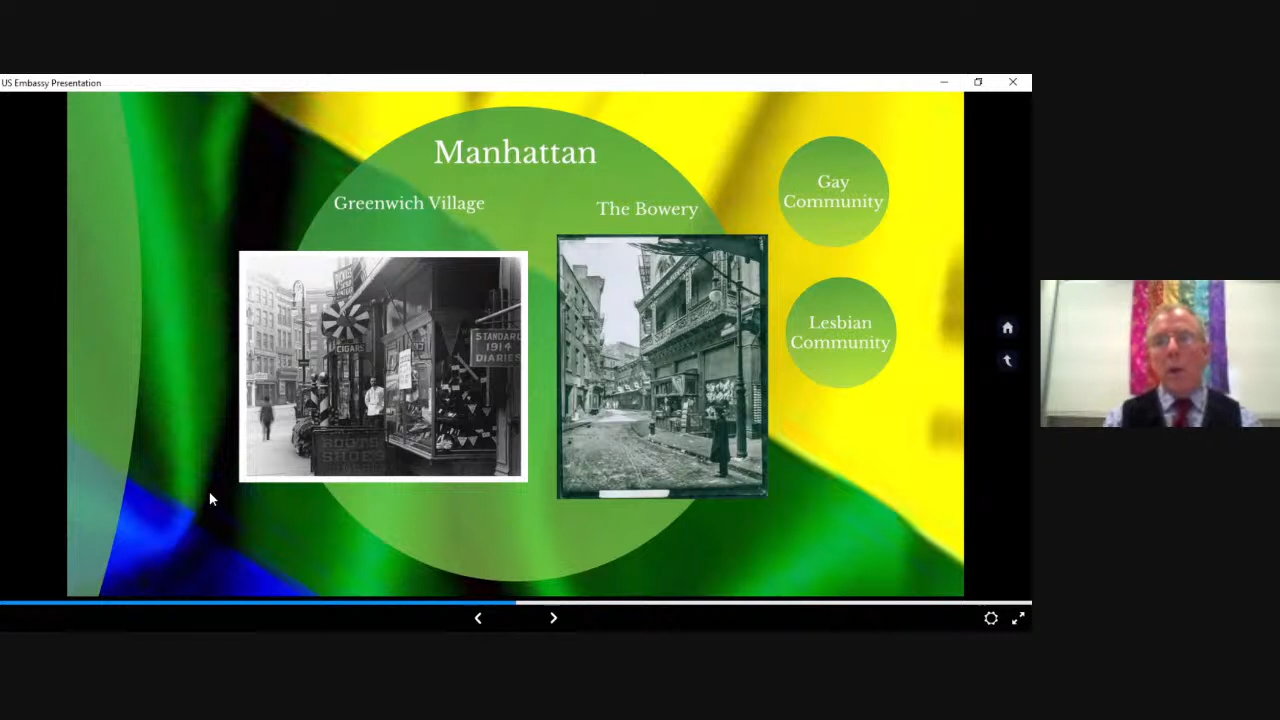 US Embassy Presentation
Manhattan
Greenwich Village
The Bowery
Gay
Community
Lesbian
Community
CIGARS
STANDARD
1914
DIARIES
BOOTS
SHOES